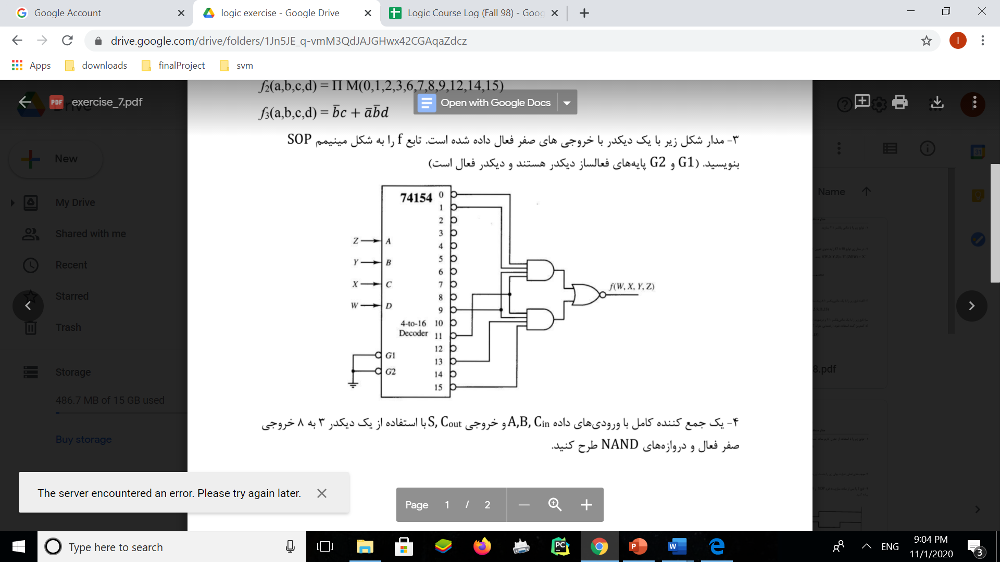 Google Account
logic exercise - Google Drive
Logic Course Log (Fall 98) - Goog
drive.google.com/drive/folders/1Jn5JE_q-vmM3QdJAJGHwx42CGAqaZdcz
Apps
downloads
finalProject
svm
f₂(a,b,c,d) = Π M(0,1,2,3,6,7,8,9,12,14,15)
PDF exercise_7.pdf
Open with Google Docs
f₃(a,b,c,d) = b̄c + āb̄d
۳- مدار شکل زیر با یک دیکدر با خروجی های صفر فعال داده شده است. تابع f را به شکل مینیمم SOP
بنویسید. (G1 و G2 پایه‌های فعالساز دیکدر هستند و دیکدر فعال است)
New
My Drive
Shared with me
Recent
Starred
Trash
Storage
486.7 MB of 15 GB used
Buy storage
Name
8.pdf
31
74154
0
1
2
3
4
5
6
7
8
9
10
11
12
13
14
15
Z A
Y B
X C
W D
4-to-16
Decoder
G1
G2
f(W, X, Y, Z)
۴- یک جمع کننده کامل با ورودی‌های داده A,B, Cin و خروجی S, Cout با استفاده از یک دیکدر ۳ به ۸ خروجی
صفر فعال و دروازه‌های NAND طرح کنید.
The server encountered an error. Please try again later.
Page 1 / 2
Type here to search
ENG
9:04 PM
11/1/2020
3